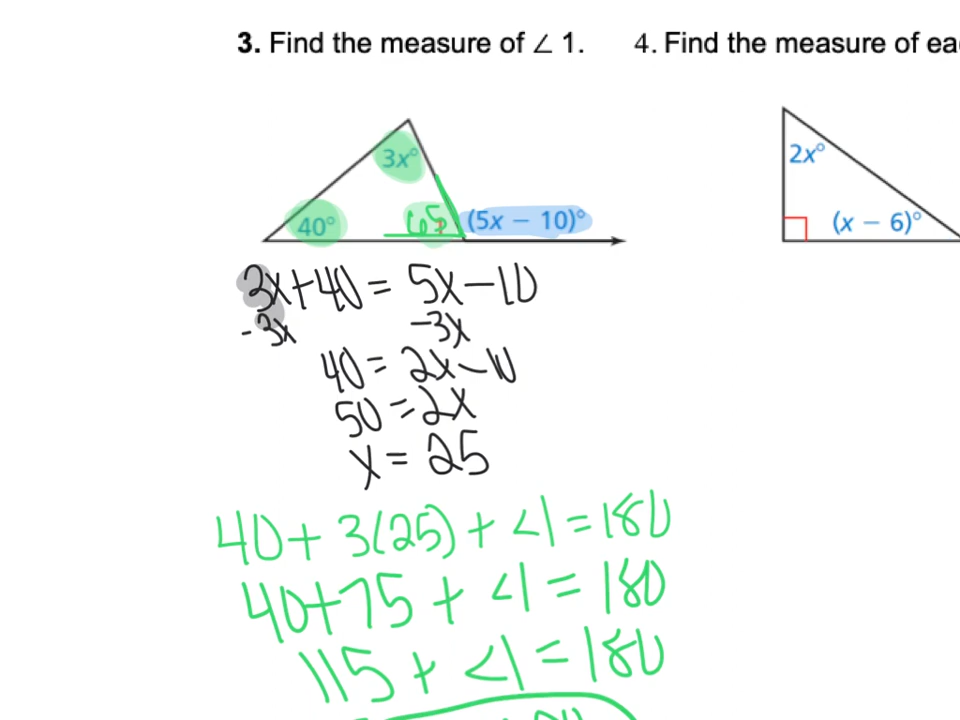 3. Find the measure of ∠ 1.
4. Find the measure of ea
3x°
40°
65
(5x − 10)°
2x°
(x − 6)°
3x+40 = 5x−10
-3x −3x
40 = 2x−10
50 = 2x
x = 25
40 + 3(25) + <1 = 180
40+75 + <1 = 180
115 + <1 = 180